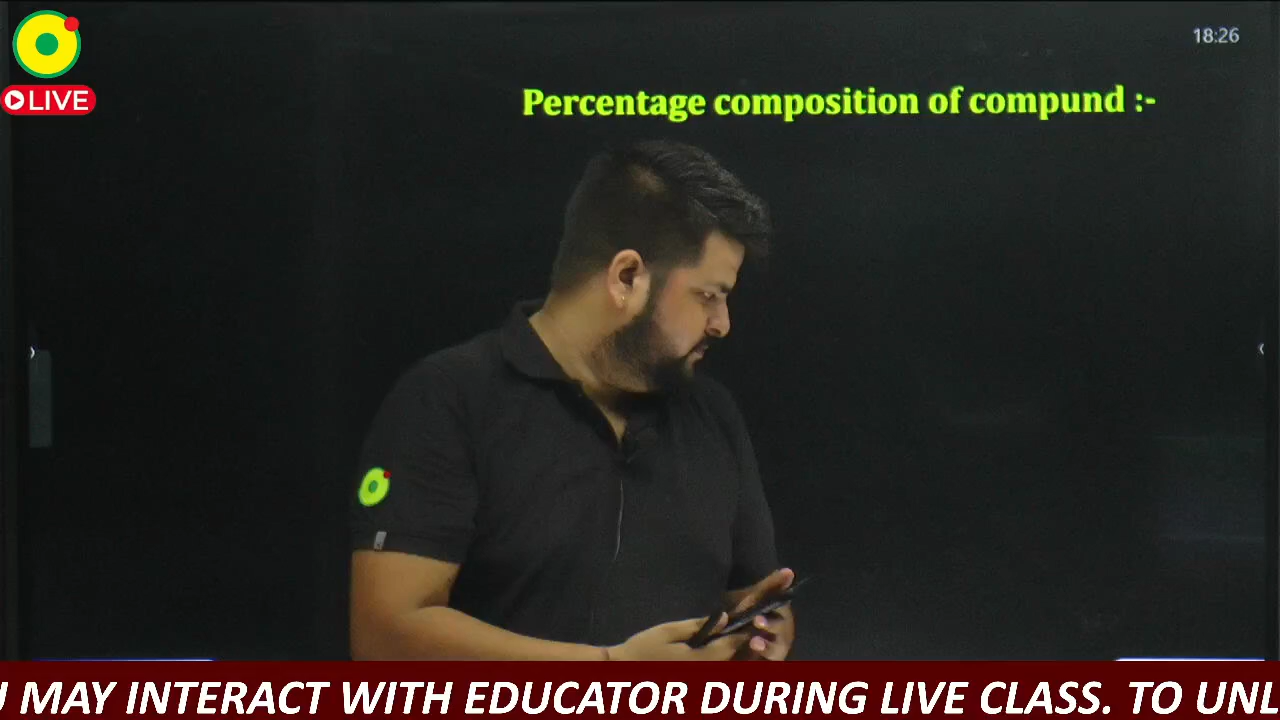 18:26
LIVE
Percentage composition of compund :-
MAY INTERACT WITH EDUCATOR DURING LIVE CLASS. TO UNL